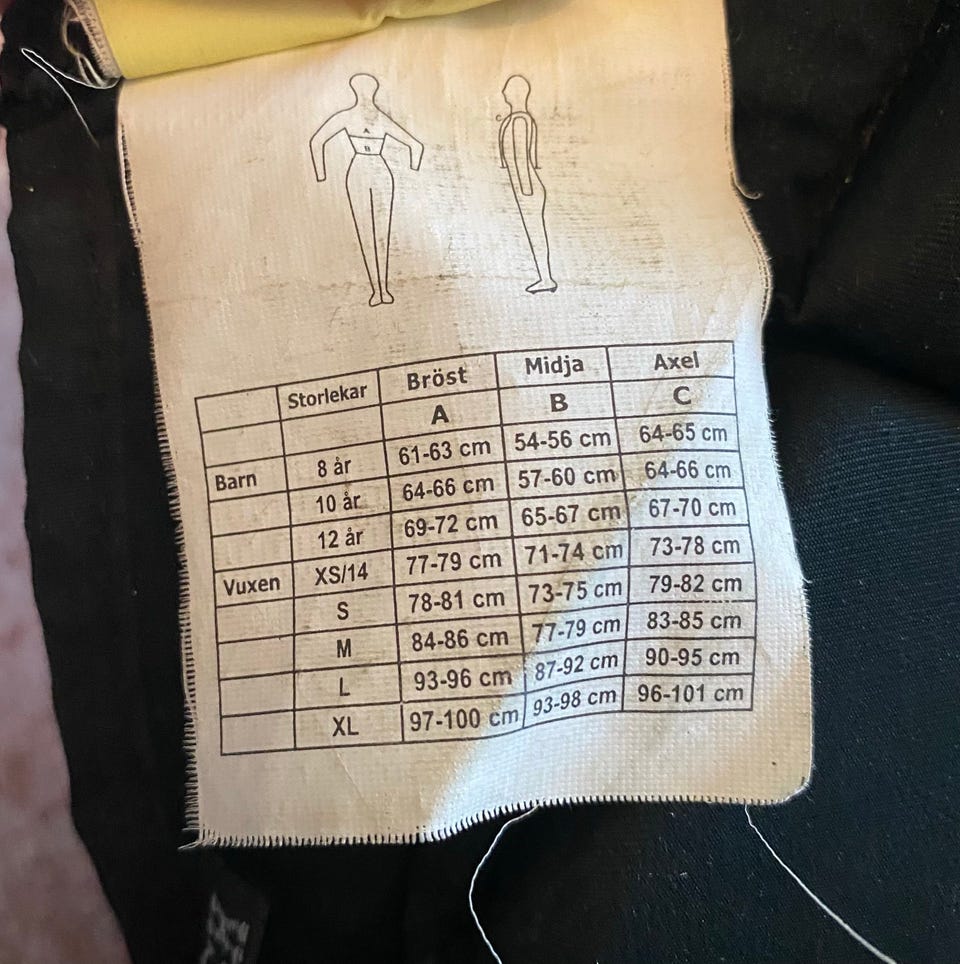 A
B
C
Storlekar Bröst Midja Axel
A B C
Barn 8 år 61-63 cm 54-56 cm 64-65 cm
10 år 64-66 cm 57-60 cm 64-66 cm
12 år 69-72 cm 65-67 cm 67-70 cm
Vuxen XS/14 77-79 cm 71-74 cm 73-78 cm
S 78-81 cm 73-75 cm 79-82 cm
M 84-86 cm 77-79 cm 83-85 cm
L 93-96 cm 87-92 cm 90-95 cm
XL 97-100 cm 93-98 cm 96-101 cm